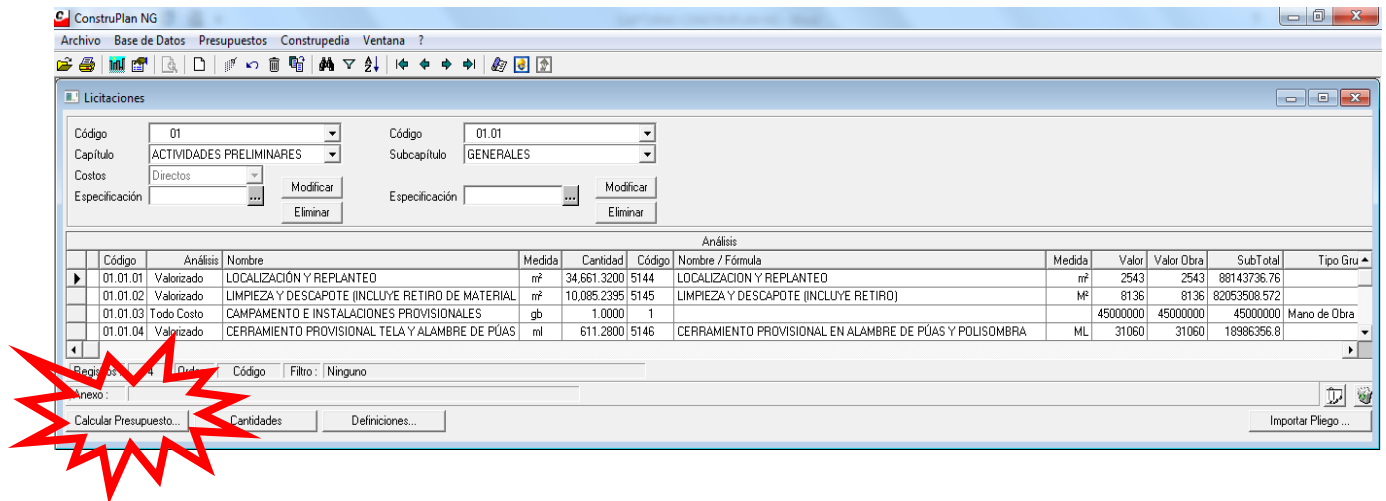 ConstruPlan NG
Archivo Base de Datos Presupuestos Construpedia Ventana ?
Licitaciones
Código 01 Código 01.01
Capítulo ACTIVIDADES PRELIMINARES Subcapítulo GENERALES
Costos Directos
Especificación ... Modificar Especificación ... Modificar
Eliminar Eliminar
Análisis
Código Análisis Nombre Medida Cantidad Código Nombre / Fórmula Medida Valor Valor Obra SubTotal Tipo Gru
01.01.01 Valorizado LOCALIZACIÓN Y REPLANTEO m² 34,661.3200 5144 LOCALIZACION Y REPLANTEO m² 2543 2543 88143736.76
01.01.02 Valorizado LIMPIEZA Y DESCAPOTE (INCLUYE RETIRO DE MATERIAL m² 10,085.2395 5145 LIMPIEZA Y DESCAPOTE (INCLUYE RETIRO) M² 8136 8136 82053508.572
01.01.03 Todo Costo CAMPAMENTO E INSTALACIONES PROVISIONALES gb 1.0000 1 45000000 45000000 45000000 Mano de Obra
01.01.04 Valorizado CERRAMIENTO PROVISIONAL TELA Y ALAMBRE DE PÚAS ml 611.2800 5146 CERRAMIENTO PROVISIONAL EN ALAMBRE DE PÚAS Y POLISOMBRA ML 31060 31060 18986356.8
4 Código Filtro : Ninguno
Anexo :
Calcular Presupuesto... Cantidades Definiciones... Importar Pliego ...